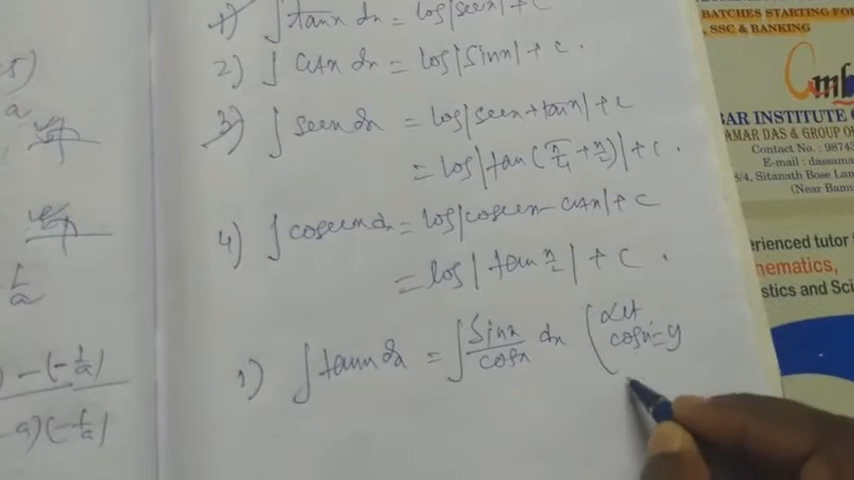 1) ∫ tanx dx = log|secx| + C
2) ∫ cotx dx = log|sinx| + C.
3) ∫ secx dx = log|secx + tanx| + C
= log|tan(π/4 + x/2)| + C.
4) ∫ cosecx dx = log|cosecx - cotx| + C
= log|tan x/2| + C.
1) ∫ tanx dx = ∫ sinx/cosx dx (Let
cosx = y
BATCHES STARTING FOR
, SSC & BANKING
BAR INSTITUTE
AMAR DAS & GROUP
Contact No. : 9874
E-mail : dassama
/4, Sitanath Bose Lan
(Near Bann
erienced tutor
hematics,
stics and Sci